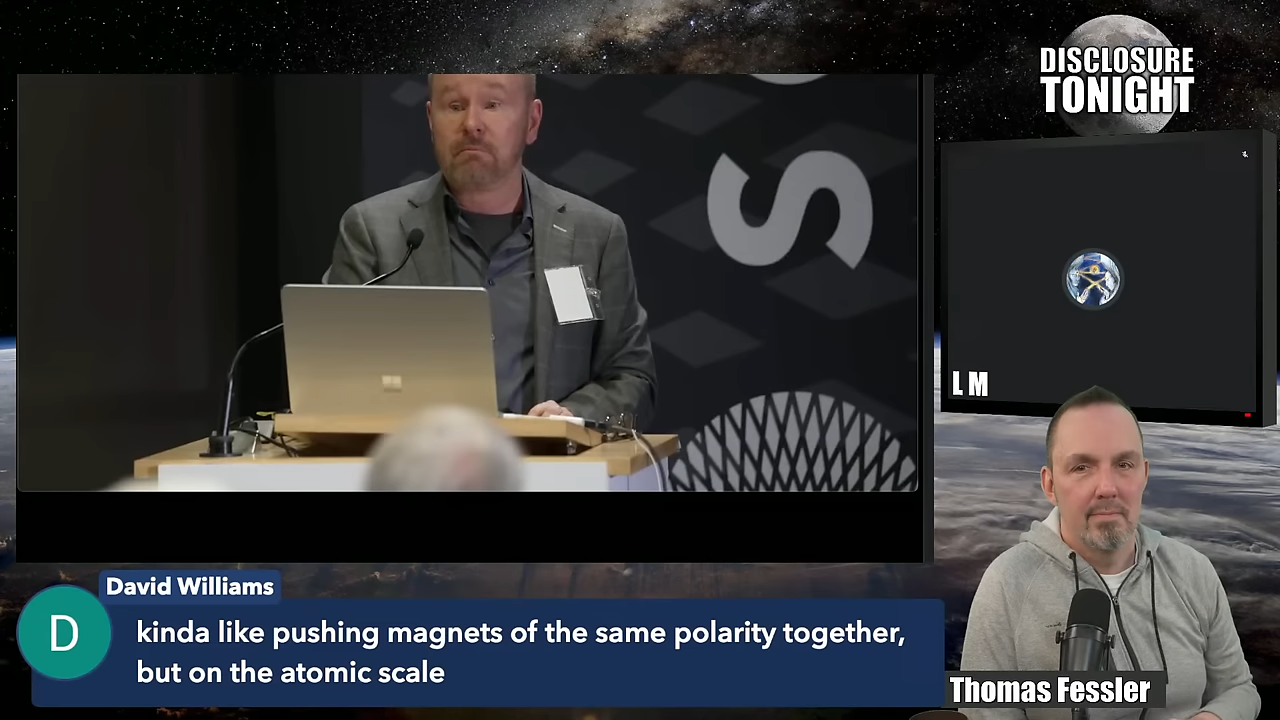 DISCLOSURE
TONIGHT
S
L M
David Williams
D
kinda like pushing magnets of the same polarity together,
but on the atomic scale
Thomas Fessler